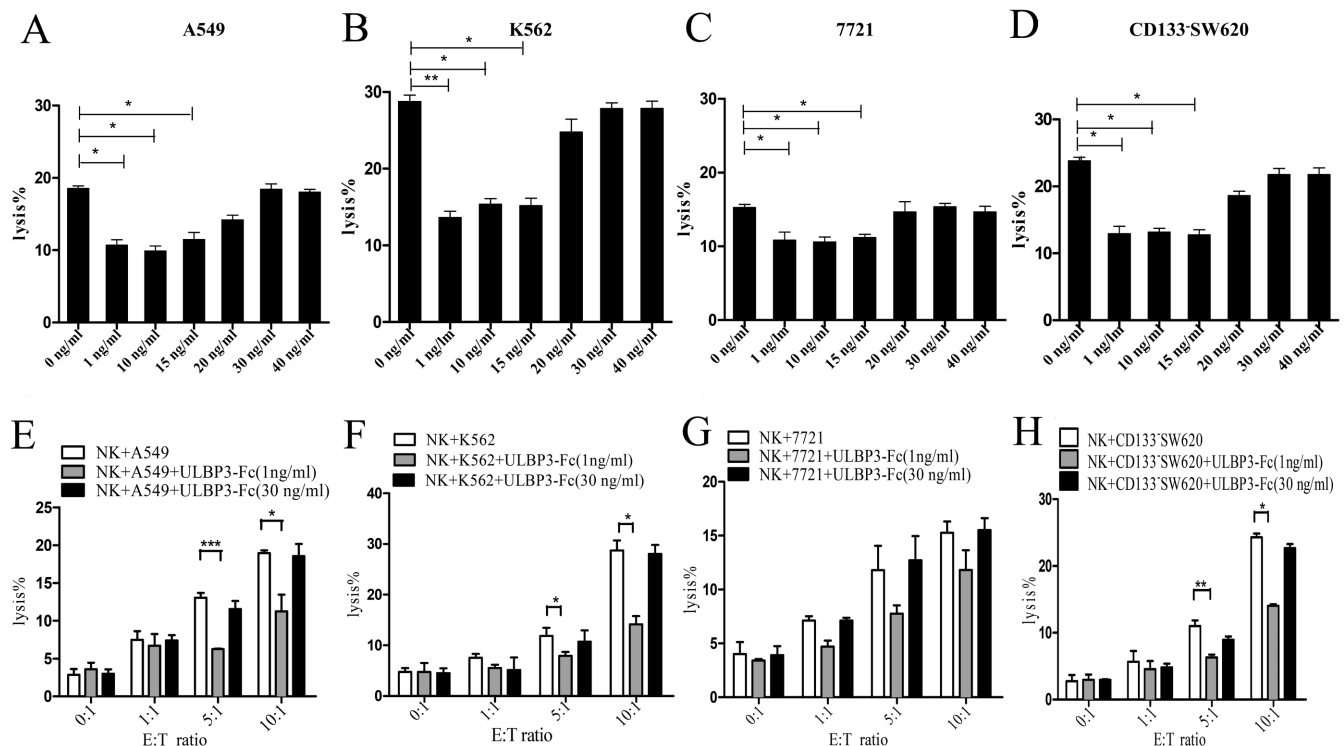 A
A549
*
*
*
lysis%
30
20
10
0
0 ng/ml
1 ng/ml
10 ng/ml
15 ng/ml
20 ng/ml
30 ng/ml
40 ng/ml
B
K562
*
*
**
lysis%
30
20
10
0
0 ng/ml
1 ng/lm
10 ng/ml
15 ng/ml
20 ng/ml
30 ng/ml
40 ng/ml
C
7721
*
*
*
lysis%
30
20
10
0
0 ng/ml
1 ng/lm
10 ng/ml
15 ng/ml
20 ng/ml
30 ng/ml
40 ng/ml
D
CD133-SW620
*
*
*
lysis%
30
20
10
0
0 ng/ml
1 ng/lm
10 ng/ml
15 ng/ml
20 ng/ml
30 ng/ml
40 ng/ml
E
NK+A549
NK+A549+ULBP3-Fc(1ng/ml)
NK+A549+ULBP3-Fc(30 ng/ml)
***
*
lysis%
25
20
15
10
5
0
0:1
1:1
5:1
10:1
E:T ratio
F
NK+K562
NK+K562+ULBP3-Fc(1ng/ml)
NK+K562+ULBP3-Fc(30 ng/ml)
*
*
lysis%
40
30
20
10
0
0:1
1:1
5:1
10:1
E:T ratio
G
NK+7721
NK+7721+ULBP3-Fc(1ng/ml)
NK+7721+ULBP3-Fc(30 ng/ml)
lysis%
20
15
10
5
0
0:1
1:1
5:1
10:1
E:T ratio
H
NK+CD133-SW620
NK+CD133-SW620+ULBP3-Fc(1ng/ml)
NK+CD133-SW620+ULBP3-Fc(30 ng/ml)
**
*
lysis%
30
20
10
0
0:1
1:1
5:1
10:1
E:T ratio